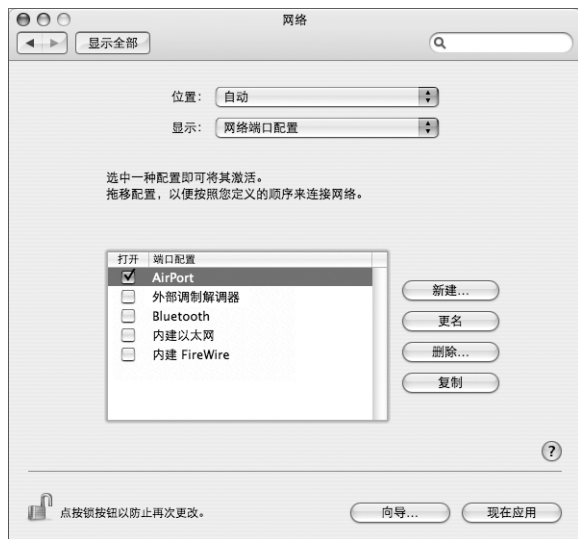 网络
显示全部
位置： 自动
显示： 网络端口配置
选中一种配置即可将其激活。
拖移配置，以便按照您定义的顺序来连接网络。
打开 端口配置
AirPort
外部调制解调器
Bluetooth
内建以太网
内建 FireWire
新建...
更名
删除...
复制
?
点按锁按钮以防止再次更改。
向导...
现在应用